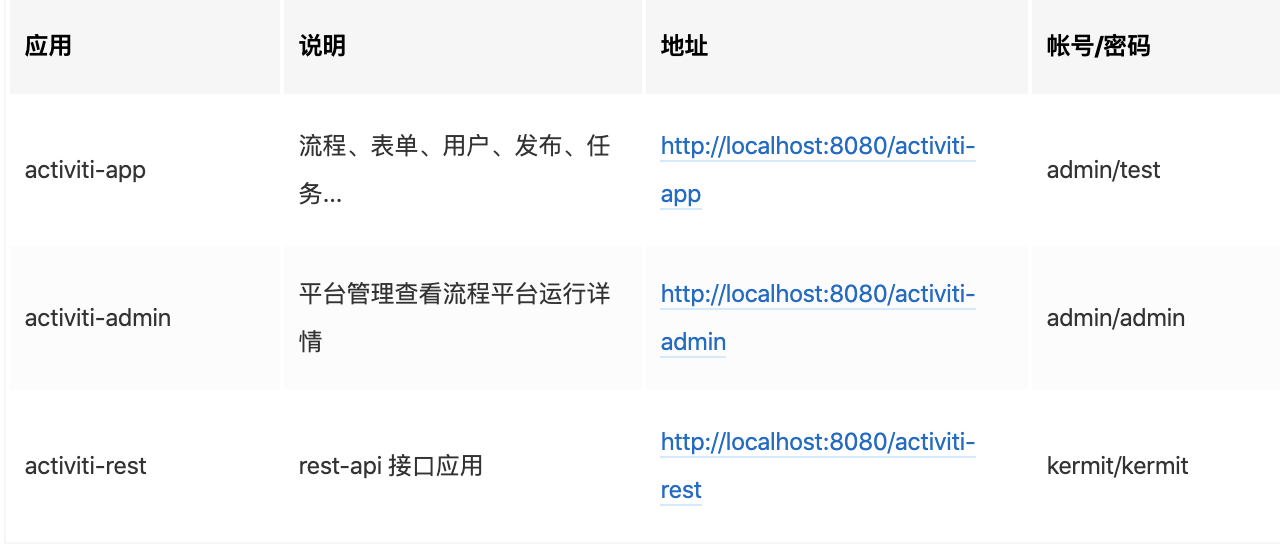 应用 说明 地址 帐号/密码
activiti-app 流程、表单、用户、发布、任 http://localhost:8080/activiti- admin/test
务... app
activiti-admin 平台管理查看流程平台运行详 http://localhost:8080/activiti- admin/admin
情 admin
activiti-rest rest-api 接口应用 http://localhost:8080/activiti- kermit/kermit
rest